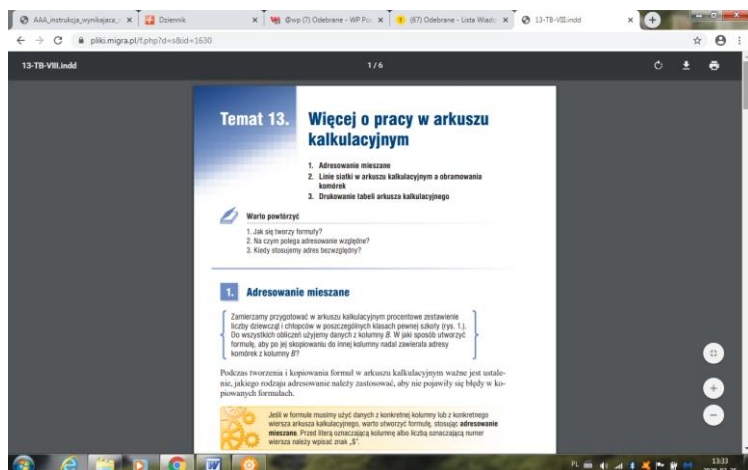 AAA_instrukcja_wynikajaca_
Dziennik
@wp (7) Odebrane - WP Po
(67) Odebrane - Lista Wiado
13-TB-VIII.indd
pliki.migra.pl/f.php?d=s&id=1630
13-TB-VIII.indd
1 / 6
Temat 13.
Więcej o pracy w arkuszu
kalkulacyjnym
1. Adresowanie mieszane
2. Linie siatki w arkuszu kalkulacyjnym a obramowania
komórek
3. Drukowanie tabeli arkusza kalkulacyjnego
Warto powtórzyć
1. Jak się tworzy formuły?
2. Na czym polega adresowanie względne?
3. Kiedy stosujemy adres bezwzględny?
1. Adresowanie mieszane
Zamierzamy przygotować w arkuszu kalkulacyjnym procentowe zestawienie
liczby dziewcząt i chłopców w poszczególnych klasach pewnej szkoły (rys. 1.).
Do wszystkich obliczeń użyjemy danych z kolumny B. W jaki sposób utworzyć
formułę, aby po jej skopiowaniu do innej kolumny nadal zawierała adresy
komórek z kolumny B?
Podczas tworzenia i kopiowania formuł w arkuszu kalkulacyjnym ważne jest ustale-
nie, jakiego rodzaju adresowanie należy zastosować, aby nie pojawiły się błędy w ko-
piowanych formułach.
Jeśli w formule musimy użyć danych z konkretnej kolumny lub z konkretnego
wiersza arkusza kalkulacyjnego, warto utworzyć formułę, stosując adresowanie
mieszane. Przed literą oznaczającą kolumnę albo liczbą oznaczającą numer
wiersza należy wpisać znak „$”.
PL
13:33